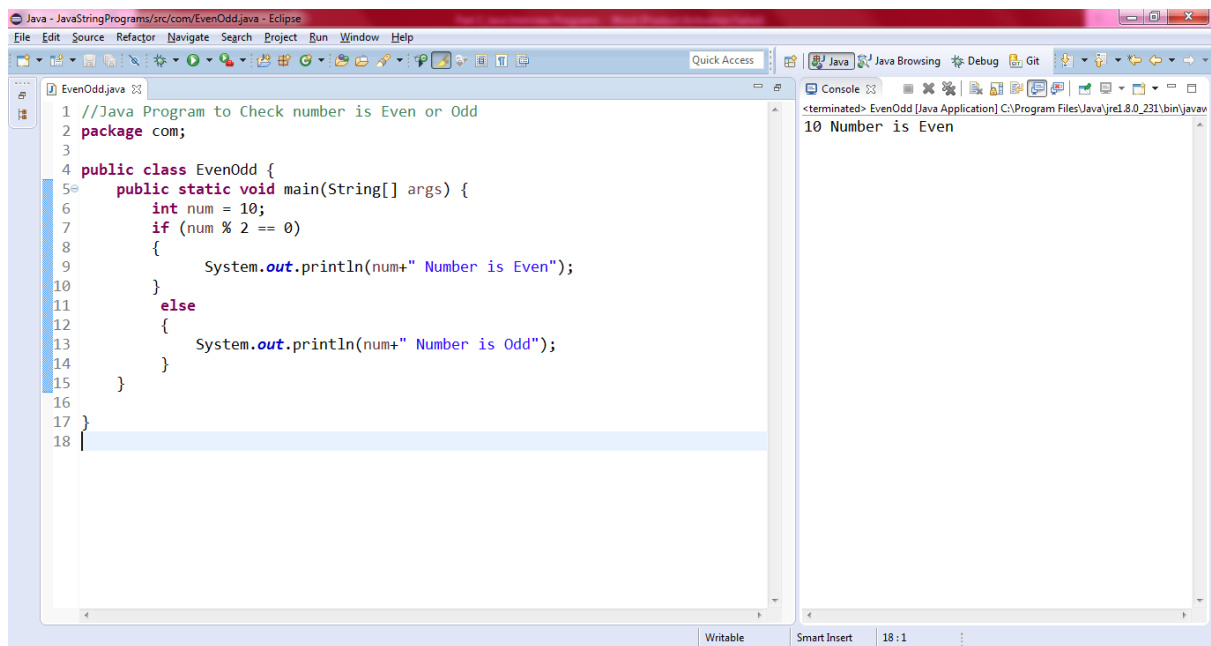 Java - JavaStringPrograms/src/com/EvenOdd.java - Eclipse
File Edit Source Refactor Navigate Search Project Run Window Help
Quick Access Java Java Browsing Debug Git
EvenOdd.java
1 //Java Program to Check number is Even or Odd
2 package com;
3
4 public class EvenOdd {
5 public static void main(String[] args) {
6 int num = 10;
7 if (num % 2 == 0)
8 {
9 System.out.println(num+" Number is Even");
10 }
11 else
12 {
13 System.out.println(num+" Number is Odd");
14 }
15 }
16
17 }
18
Console
<terminated> EvenOdd [Java Application] C:\Program Files\Java\jre1.8.0_231\bin\javaw
10 Number is Even
Writable Smart Insert 18 : 1